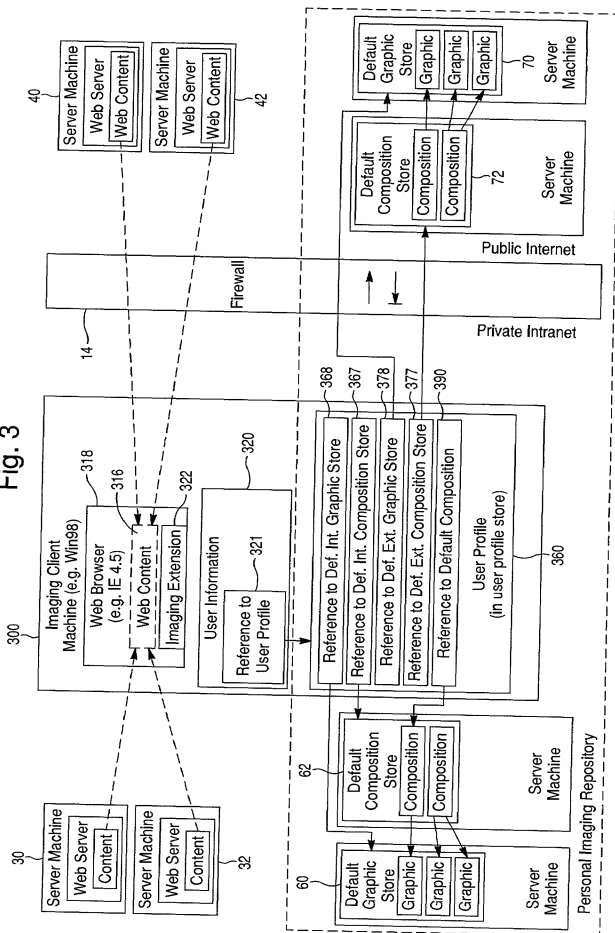 Fig. 3
300
Imaging Client
Machine (e.g. Win98)
318
Web Browser
(e.g. IE 4.5)
316
Web Content
322
Imaging Extension
320
User Information
321
Reference to
User Profile
30
Server Machine
Web Server
Content
Server Machine
Web Server
Content
32
40
Server Machine
Web Server
Web Content
Server Machine
Web Server
Web Content
42
14
Firewall
Private Intranet
Public Internet
368
Reference to Def. Int. Graphic Store
367
Reference to Def. Int. Composition Store
378
Reference to Def. Ext. Graphic Store
377
Reference to Def. Ext. Composition Store
390
Reference to Default Composition
User Profile
(in user profile store)
360
60
Default
Graphic
Store
Graphic
Graphic
Graphic
Server
Machine
62
Default
Composition
Store
Composition
Composition
Server
Machine
Default
Composition
Store
Composition
Composition
72
Server
Machine
Default
Graphic
Store
Graphic
Graphic
Graphic
70
Server
Machine
Personal Imaging Repository